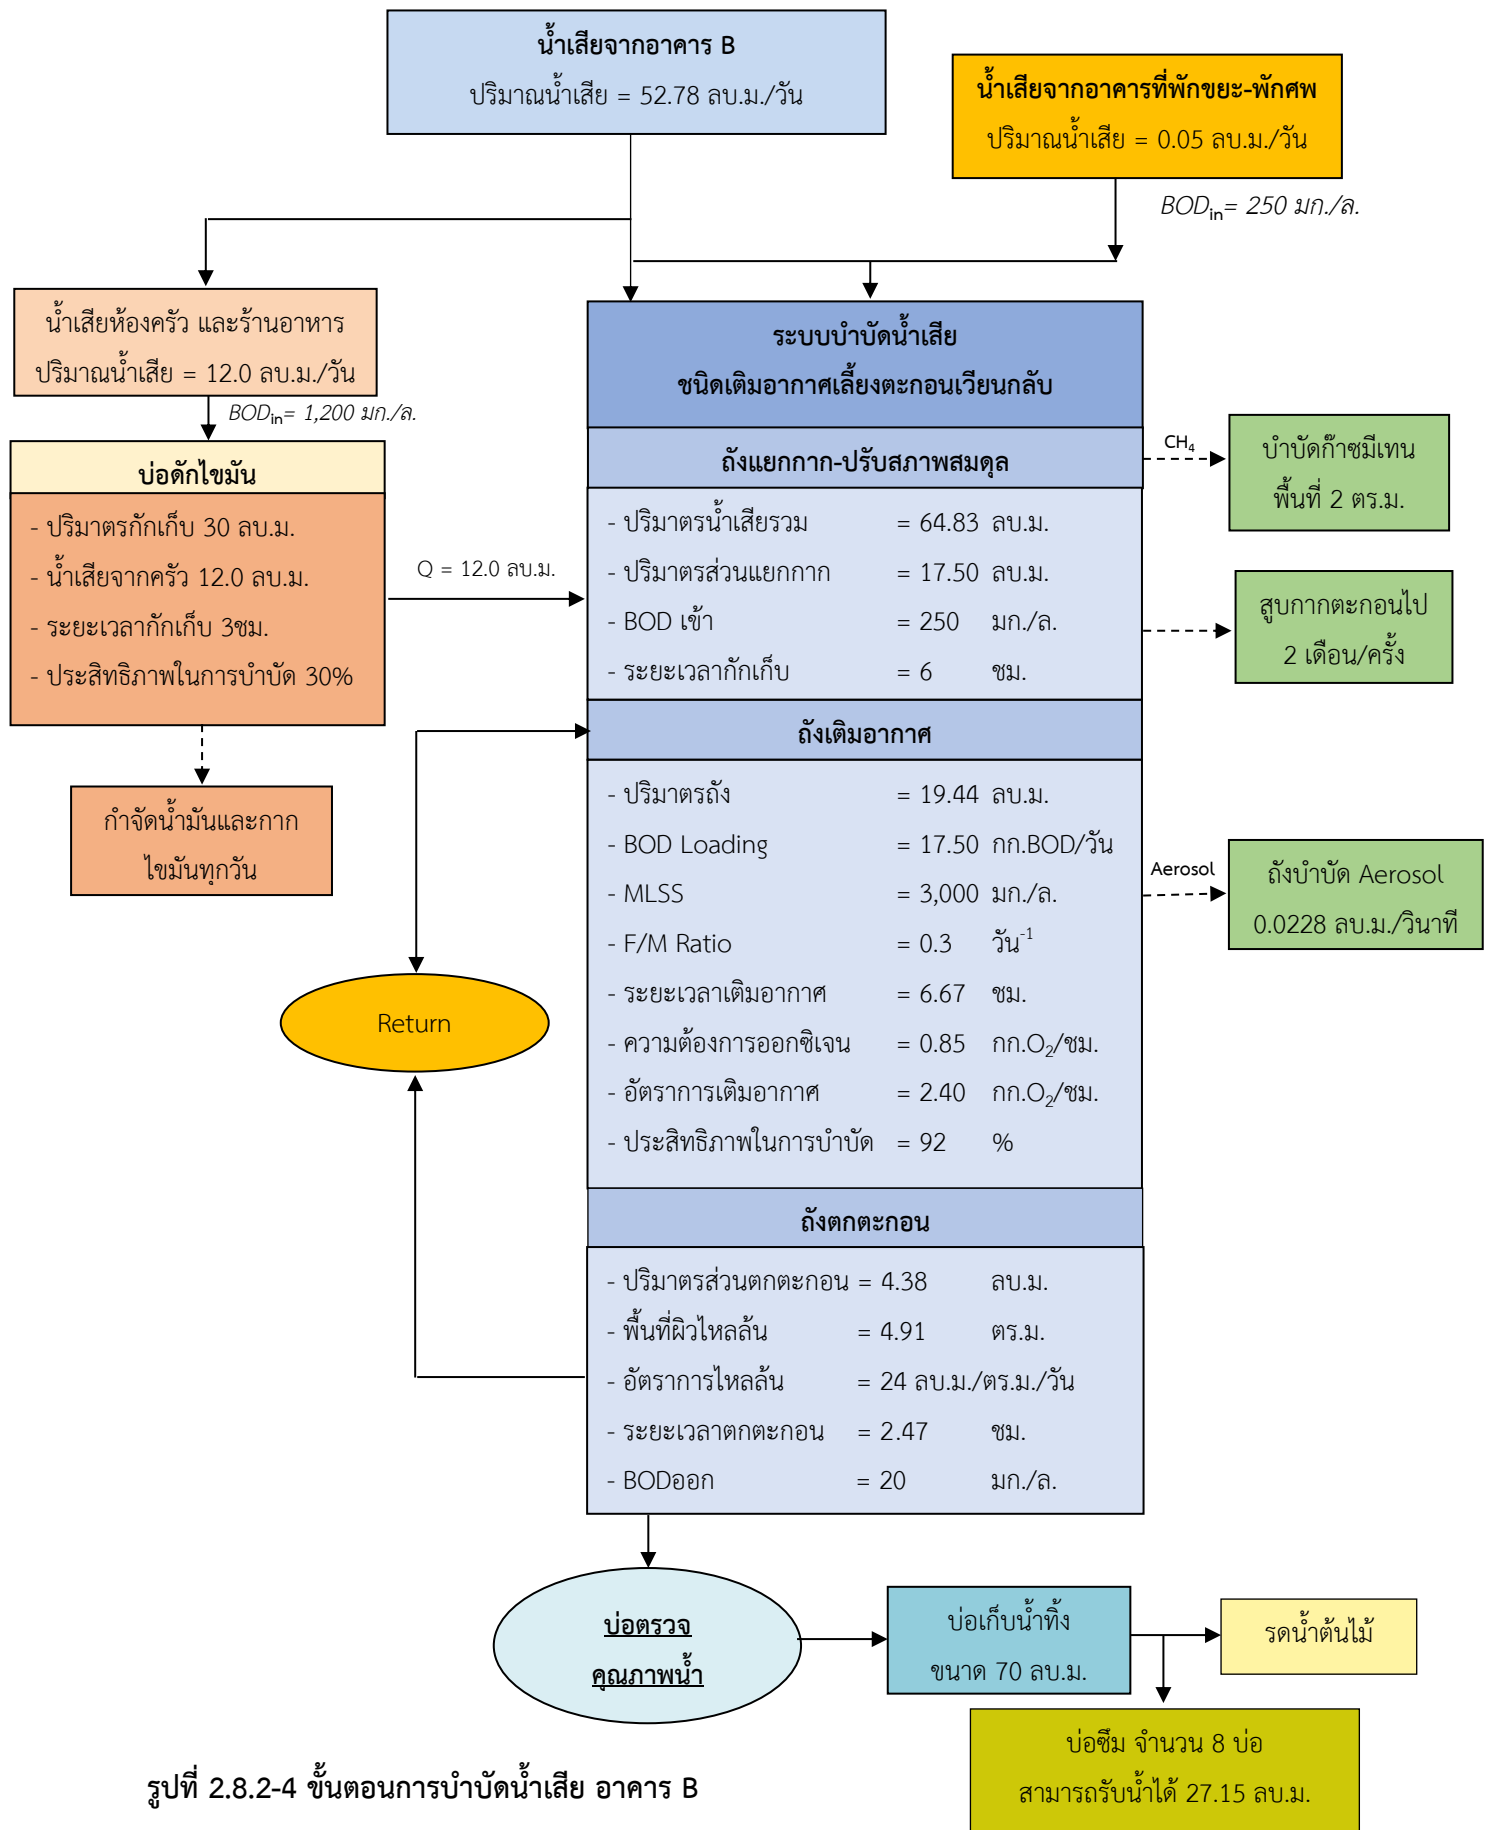 น้ำเสียจากอาคาร B
ปริมาณน้ำเสีย = 52.78 ลบ.ม./วัน
น้ำเสียจากอาคารที่พักขยะ-พักศพ
ปริมาณน้ำเสีย = 0.05 ลบ.ม./วัน
BODin= 250 มก./ล.
น้ำเสียห้องครัว และร้านอาหาร
ปริมาณน้ำเสีย = 12.0 ลบ.ม./วัน
BODin= 1,200 มก./ล.
บ่อดักไขมัน
- ปริมาตรกักเก็บ 30 ลบ.ม.
- น้ำเสียจากครัว 12.0 ลบ.ม.
- ระยะเวลากักเก็บ 3ชม.
- ประสิทธิภาพในการบำบัด 30%
Q = 12.0 ลบ.ม.
กำจัดน้ำมันและกาก
ไขมันทุกวัน
ระบบบำบัดน้ำเสีย
ชนิดเติมอากาศเลี้ยงตะกอนเวียนกลับ
ถังแยกกาก-ปรับสภาพสมดุล
- ปริมาตรน้ำเสียรวม = 64.83 ลบ.ม.
- ปริมาตรส่วนแยกกาก = 17.50 ลบ.ม.
- BOD เข้า = 250 มก./ล.
- ระยะเวลากักเก็บ = 6 ชม.
CH₄
บำบัดก๊าซมีเทน
พื้นที่ 2 ตร.ม.
สูบกากตะกอนไป
2 เดือน/ครั้ง
ถังเติมอากาศ
- ปริมาตรถัง = 19.44 ลบ.ม.
- BOD Loading = 17.50 กก.BOD/วัน
- MLSS = 3,000 มก./ล.
- F/M Ratio = 0.3 วัน⁻¹
- ระยะเวลาเติมอากาศ = 6.67 ชม.
- ความต้องการออกซิเจน = 0.85 กก.O₂/ชม.
- อัตราการเติมอากาศ = 2.40 กก.O₂/ชม.
- ประสิทธิภาพในการบำบัด = 92 %
Aerosol
ถังบำบัด Aerosol
0.0228 ลบ.ม./วินาที
Return
ถังตกตะกอน
- ปริมาตรส่วนตกตะกอน = 4.38 ลบ.ม.
- พื้นที่ผิวไหลล้น = 4.91 ตร.ม.
- อัตราการไหลล้น = 24 ลบ.ม./ตร.ม./วัน
- ระยะเวลาตกตะกอน = 2.47 ชม.
- BODออก = 20 มก./ล.
บ่อตรวจ
คุณภาพน้ำ
บ่อเก็บน้ำทิ้ง
ขนาด 70 ลบ.ม.
รดน้ำต้นไม้
บ่อซึม จำนวน 8 บ่อ
สามารถรับน้ำได้ 27.15 ลบ.ม.
รูปที่ 2.8.2-4 ขั้นตอนการบำบัดน้ำเสีย อาคาร B